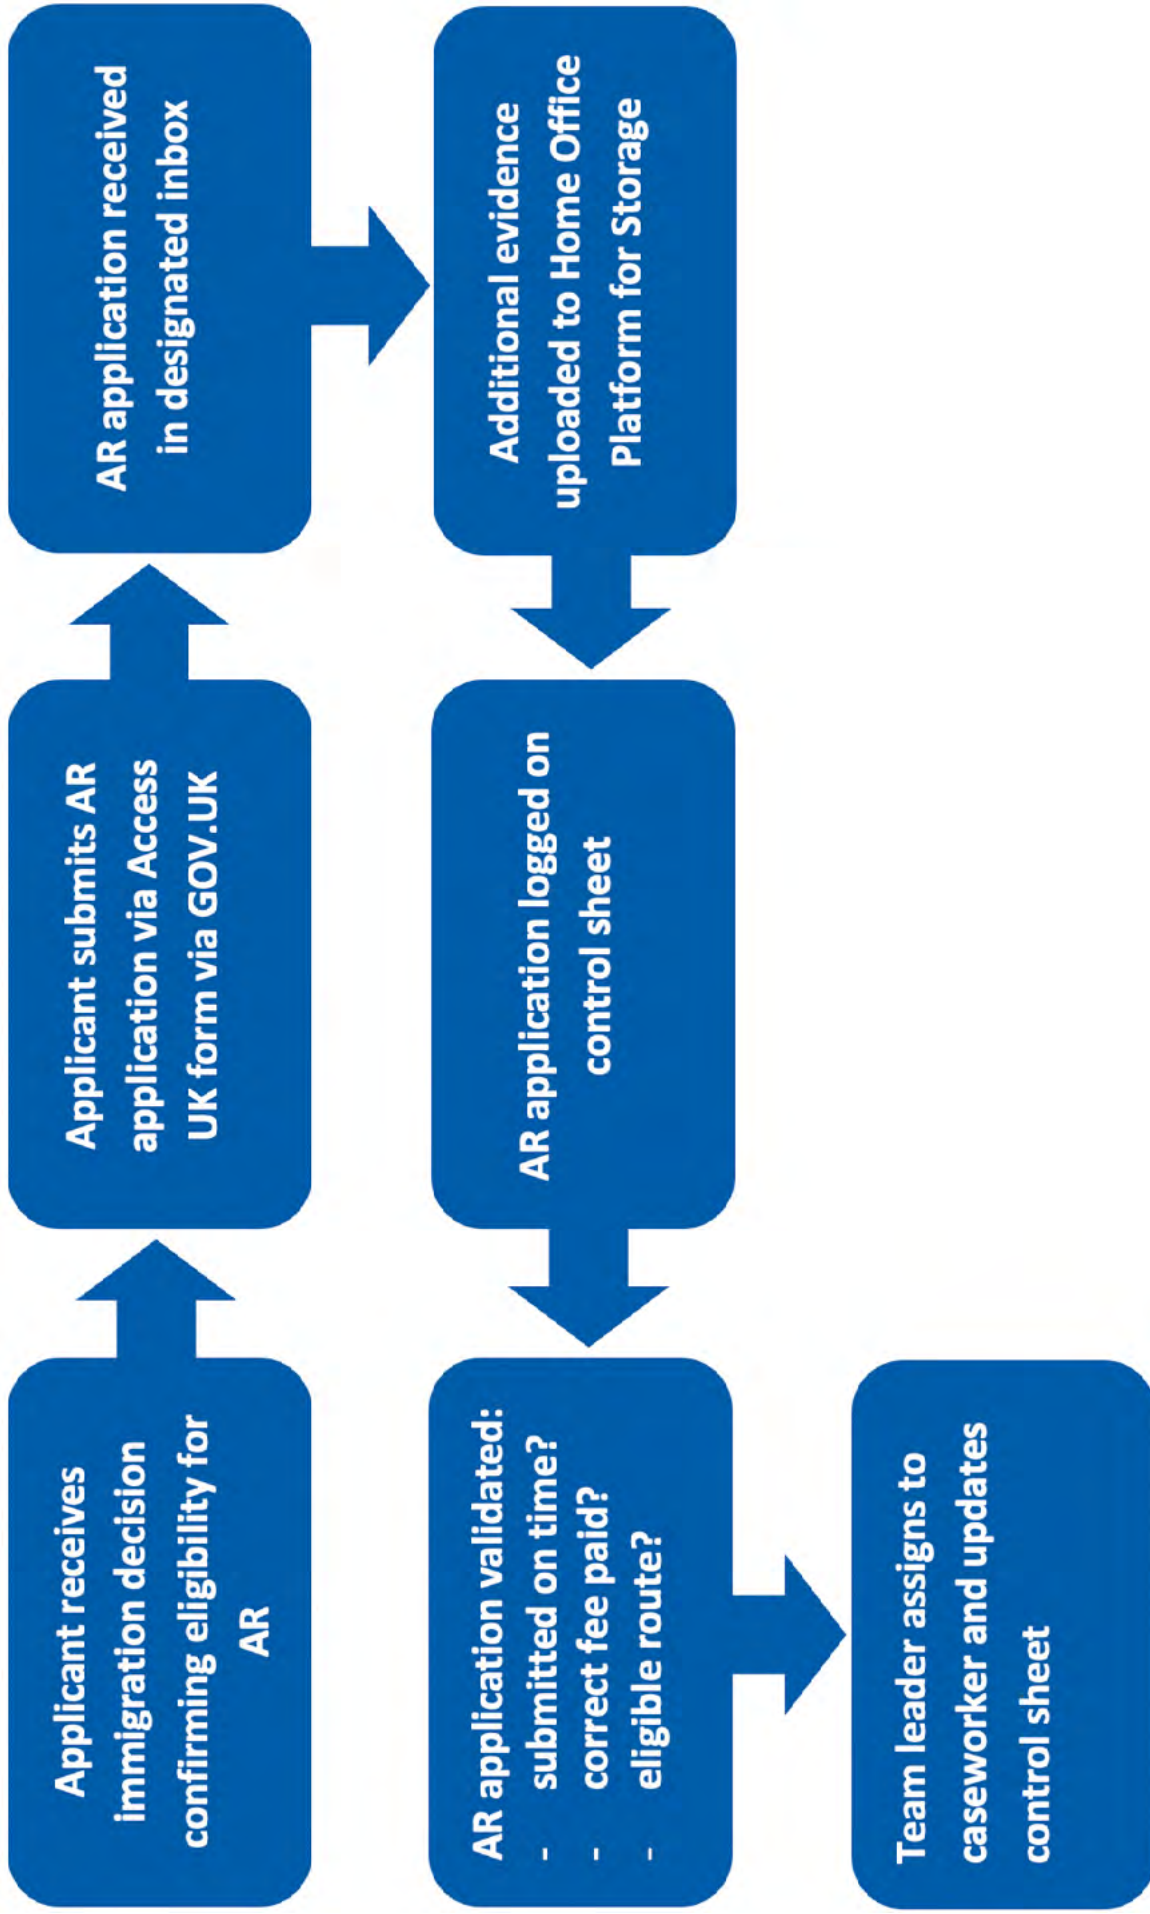 Applicant receives
immigration decision
confirming eligibility for
AR
Applicant submits AR
application via Access
UK form via GOV.UK
AR application received
in designated inbox
Additional evidence
uploaded to Home Office
Platform for Storage
AR application logged on
control sheet
AR application validated:
- submitted on time?
- correct fee paid?
- eligible route?
Team leader assigns to
caseworker and updates
control sheet